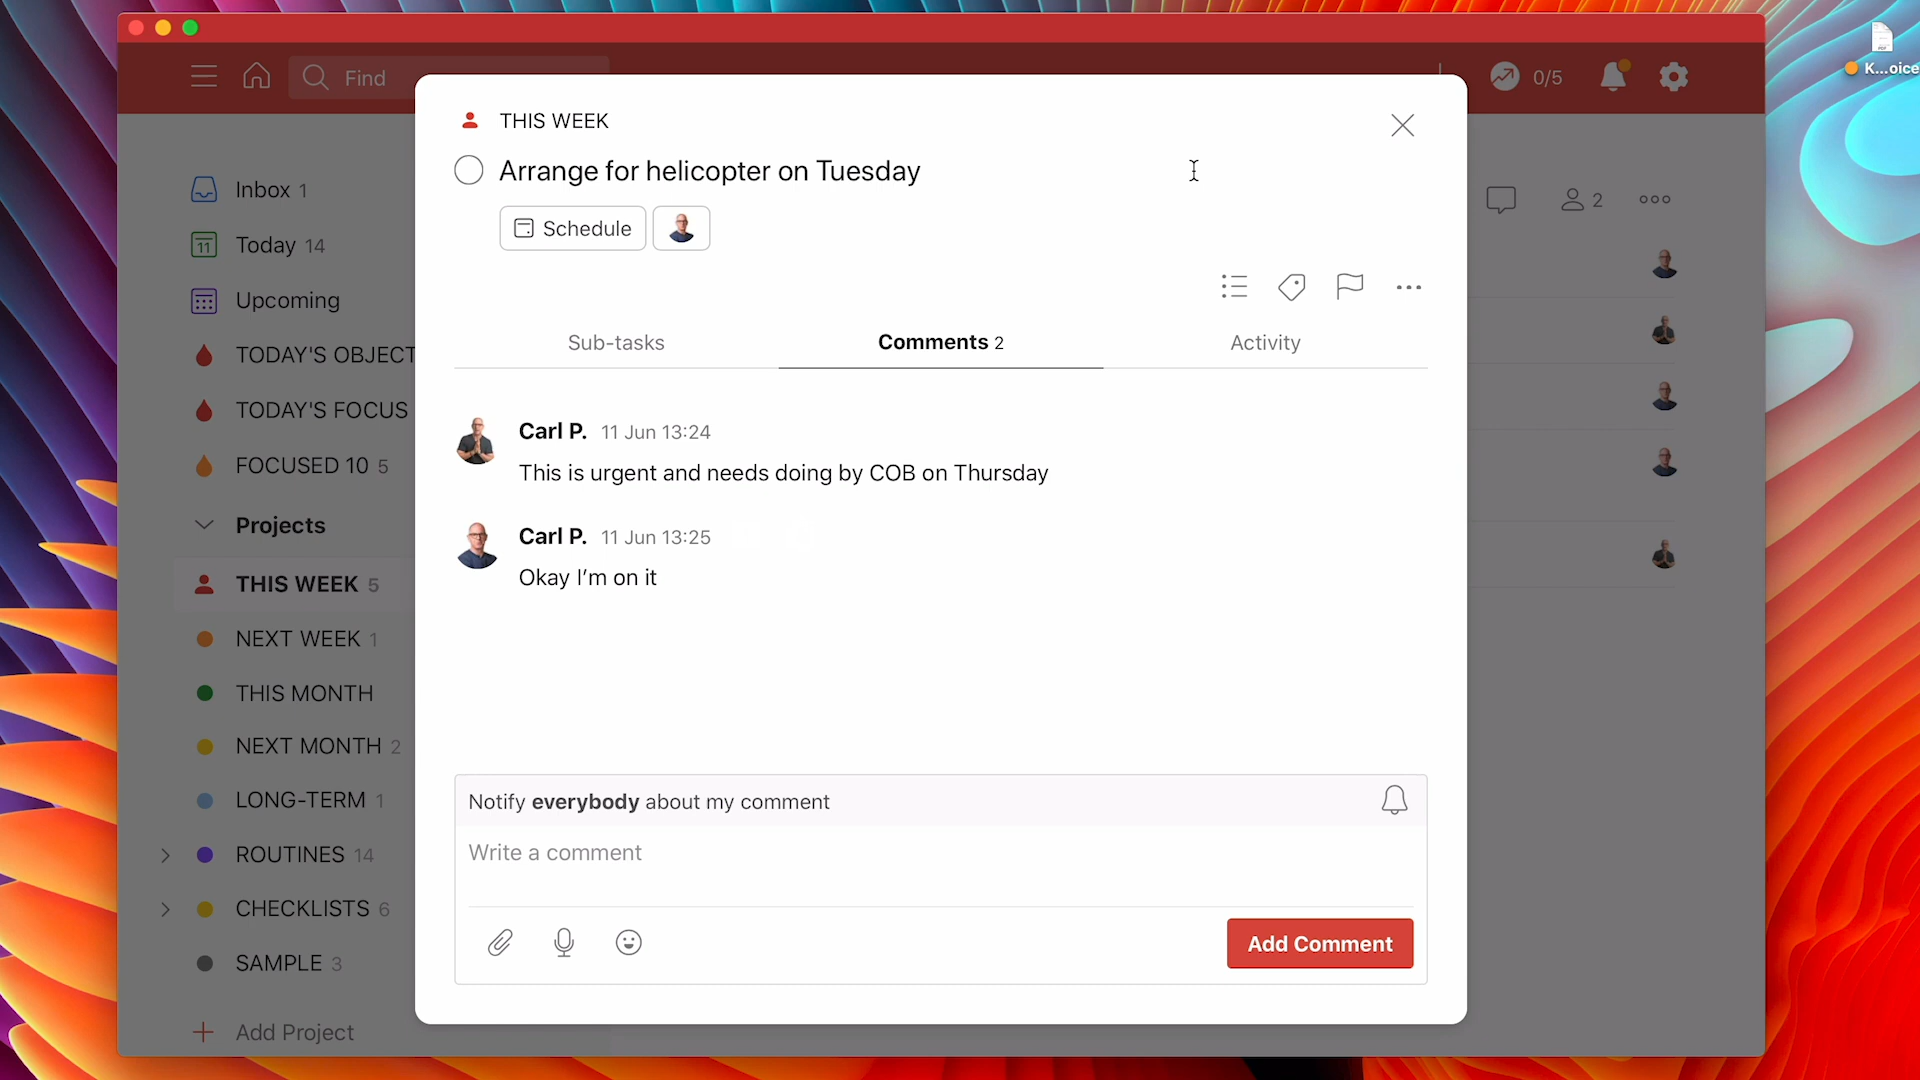 Find
0/5
K...oice
Inbox 1
11 Today 14
Upcoming
TODAY'S OBJECT
TODAY'S FOCUS
FOCUSED 10 5
Projects
THIS WEEK 5
NEXT WEEK 1
THIS MONTH
NEXT MONTH 2
LONG-TERM 1
ROUTINES 14
CHECKLISTS 6
SAMPLE 3
Add Project
THIS WEEK
Arrange for helicopter on Tuesday
Schedule
Sub-tasks
Comments 2
Activity
Carl P. 11 Jun 13:24
This is urgent and needs doing by COB on Thursday
Carl P. 11 Jun 13:25
Okay I'm on it
Notify everybody about my comment
Write a comment
Add Comment
2